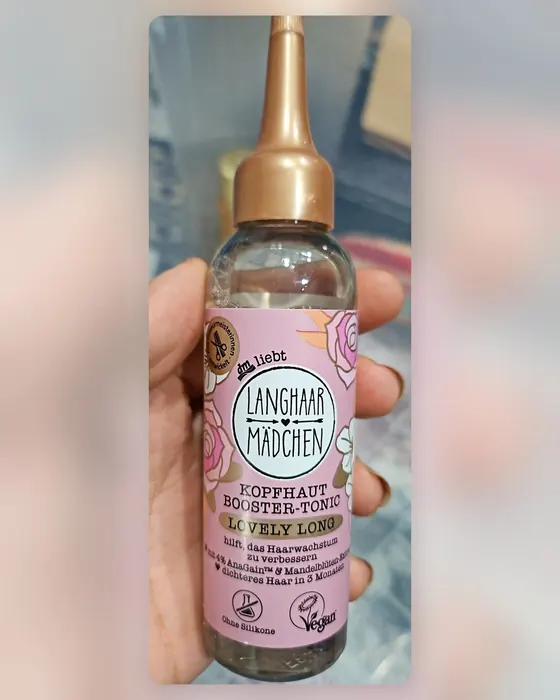 dm liebt
LANGHAAR
MÄDCHEN
KOPFHAUT
BOOSTER-TONIC
LOVELY LONG
hilft, das Haarwachstum
zu verbessern
mit 4% AnaGain™ & Mandelblüten-
dichteres Haar in 3 Monaten
Ohne Silikone
Vegan